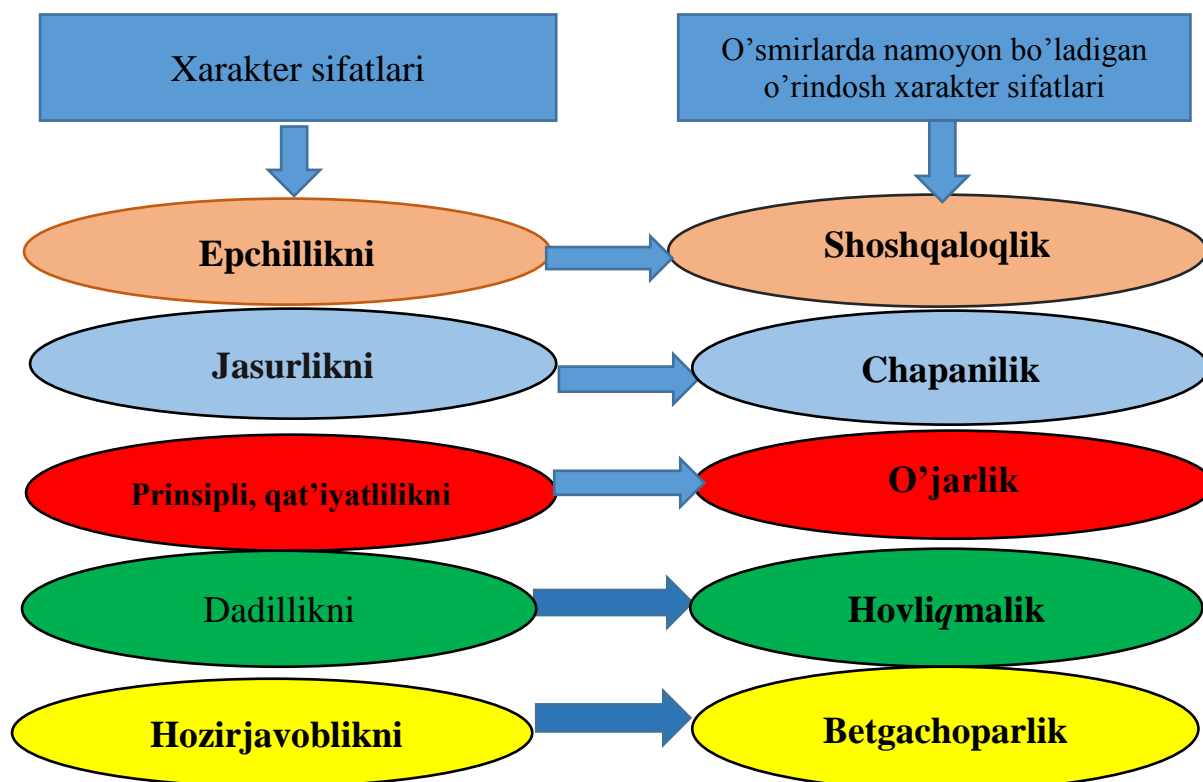 Xarakter sifatlari
O’smirlarda namoyon bo’ladigan
o’rindosh xarakter sifatlari
Epchillikni
Shoshqaloqlik
Jasurlikni
Chapanilik
Prinsipli, qat’iyatlilikni
O’jarlik
Dadillikni
Hovliqmalik
Hozirjavoblikni
Betgachoparlik